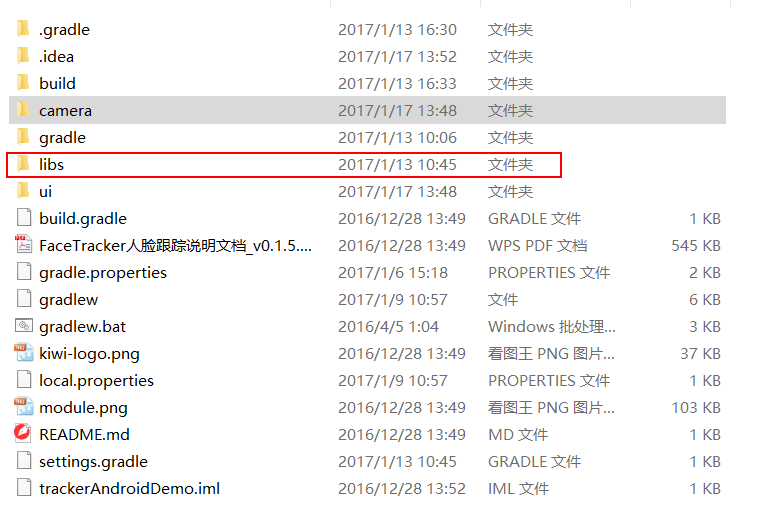 .gradle 2017/1/13 16:30 文件夹
.idea 2017/1/17 13:52 文件夹
build 2017/1/13 16:33 文件夹
camera 2017/1/17 13:48 文件夹
gradle 2017/1/13 10:06 文件夹
libs 2017/1/13 10:45 文件夹
ui 2017/1/17 13:48 文件夹
build.gradle 2016/12/28 13:49 GRADLE 文件 1 KB
FaceTracker人脸跟踪说明文档_v0.1.5.... 2016/12/28 13:49 WPS PDF 文档 545 KB
gradle.properties 2017/1/6 15:18 PROPERTIES 文件 2 KB
gradlew 2017/1/9 10:57 文件 6 KB
gradlew.bat 2016/4/5 1:04 Windows 批处理... 3 KB
kiwi-logo.png 2016/12/28 13:49 看图王 PNG 图片... 37 KB
local.properties 2017/1/9 10:57 PROPERTIES 文件 1 KB
module.png 2016/12/28 13:49 看图王 PNG 图片... 103 KB
README.md 2016/12/28 13:49 MD 文件 1 KB
settings.gradle 2017/1/13 10:45 GRADLE 文件 1 KB
trackerAndroidDemo.iml 2016/12/28 13:52 IML 文件 1 KB